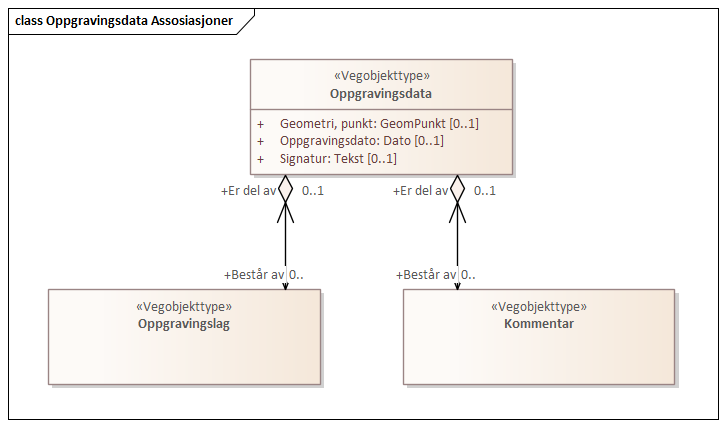 class Oppgravingsdata Assosiasjoner
«Vegobjekttype»
Oppgravingsdata
+ Geometri, punkt: GeomPunkt [0..1]
+ Oppgravingsdato: Dato [0..1]
+ Signatur: Tekst [0..1]
+Er del av 0..1 +Er del av 0..1
+Består av 0.. +Består av 0..
«Vegobjekttype» «Vegobjekttype»
Oppgravingslag Kommentar